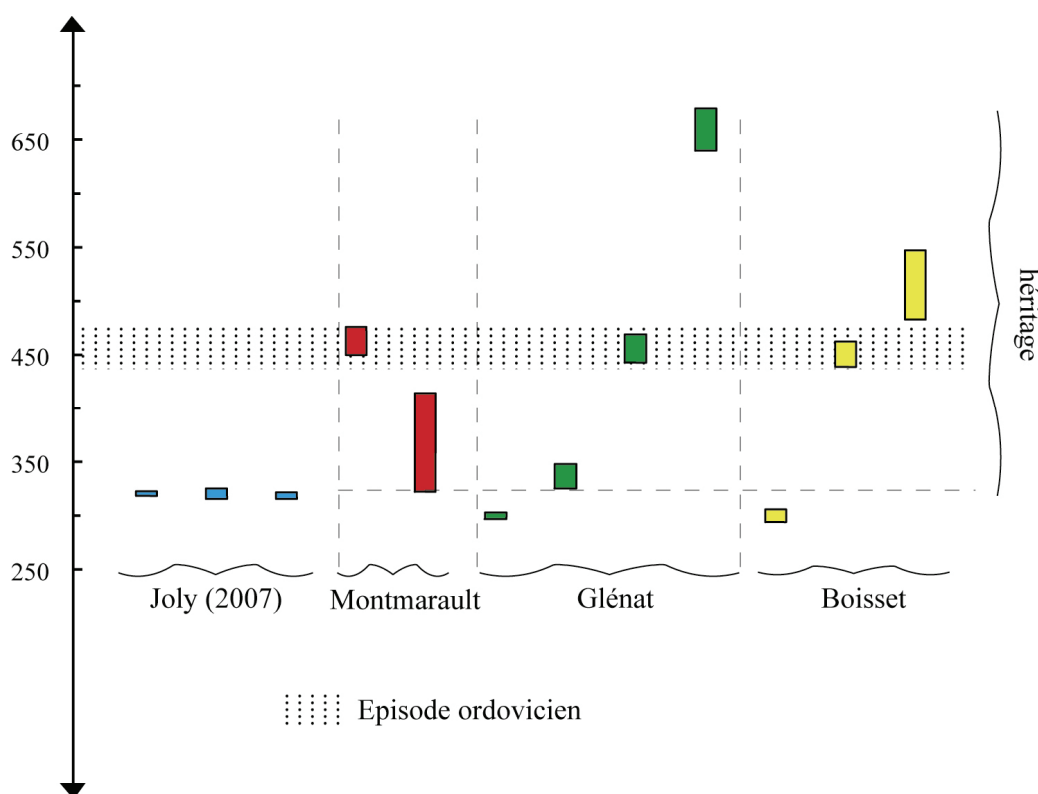 650
550
450
350
250
héritage
Joly (2007)
Montmarault
Glénat
Boisset
Episode ordovicien